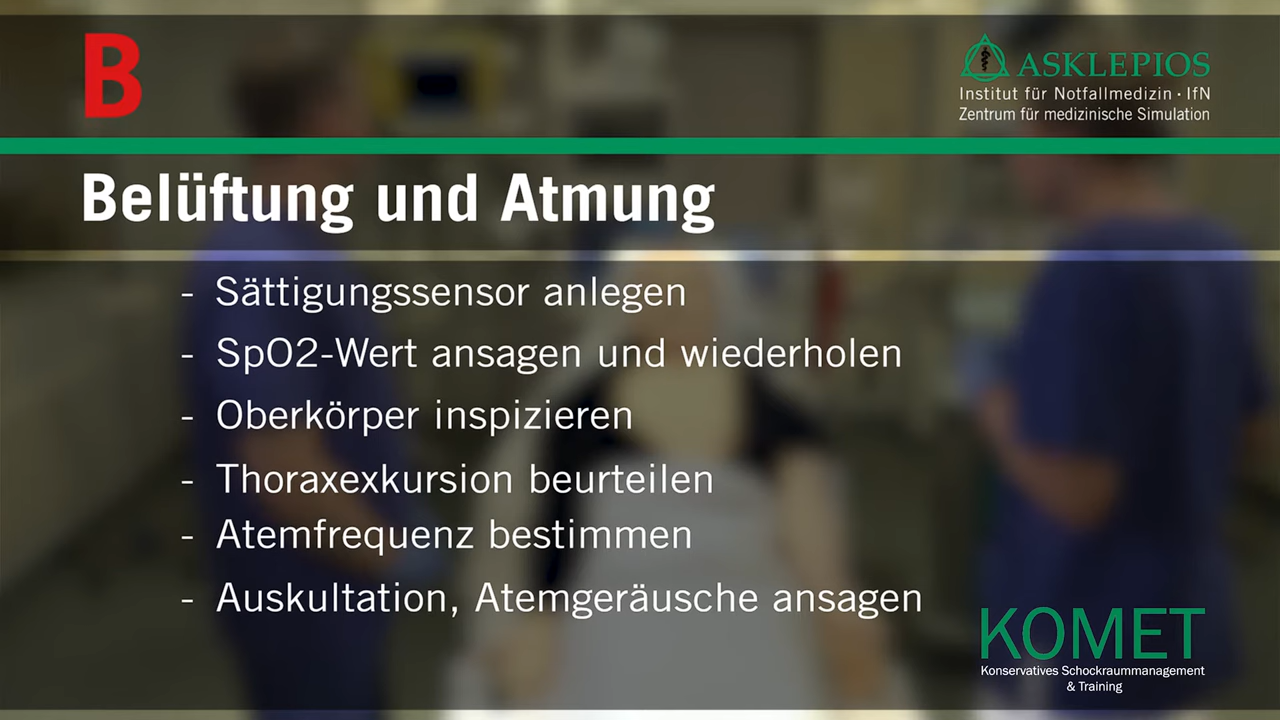 B
ASKLEPIOS
Institut für Notfallmedizin · IfN
Zentrum für medizinische Simulation
Belüftung und Atmung
- Sättigungssensor anlegen
- SpO2-Wert ansagen und wiederholen
- Oberkörper inspizieren
- Thoraxexkursion beurteilen
- Atemfrequenz bestimmen
- Auskultation, Atemgeräusche ansagen
KOMET
Konservatives Schockraummanagement
& Training